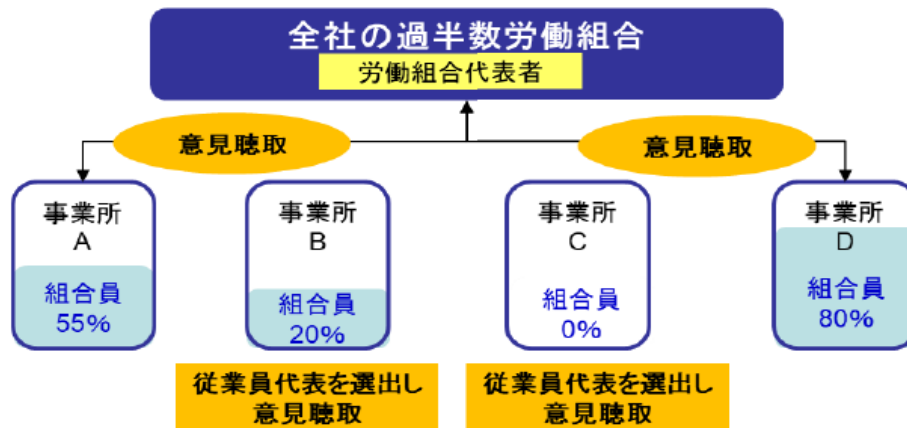 全社の過半数労働組合
労働組合代表者
意見聴取
意見聴取
事業所
A
組合員
55%
事業所
B
組合員
20%
事業所
C
組合員
0%
事業所
D
組合員
80%
従業員代表を選出し
意見聴取
従業員代表を選出し
意見聴取